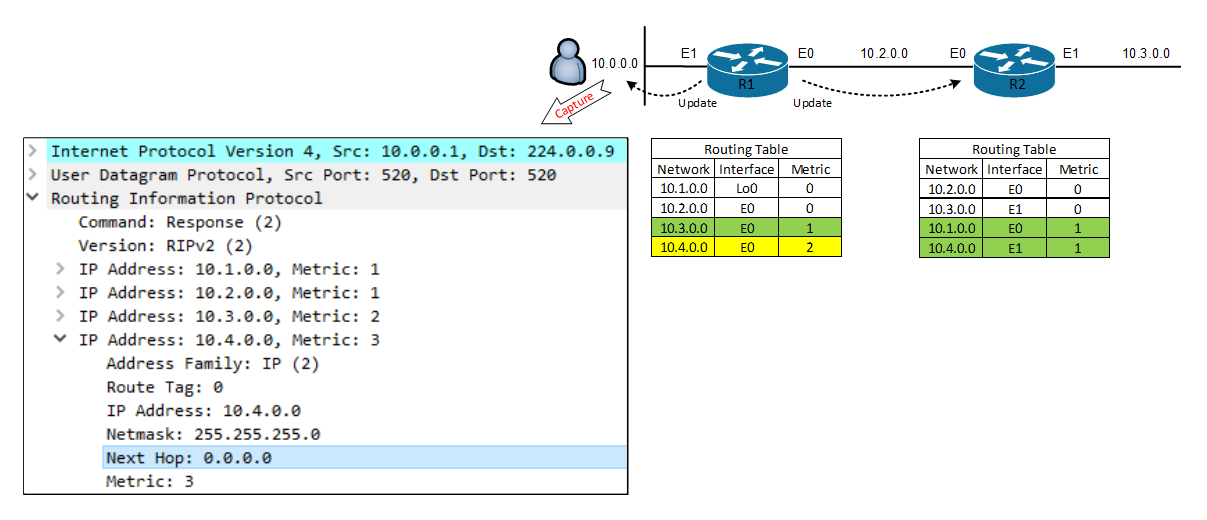 10.0.0.0
E1
R1
E0
10.2.0.0
E0
R2
E1
10.3.0.0
Capture
Update
Update
Internet Protocol Version 4, Src: 10.0.0.1, Dst: 224.0.0.9
User Datagram Protocol, Src Port: 520, Dst Port: 520
Routing Information Protocol
Command: Response (2)
Version: RIPv2 (2)
IP Address: 10.1.0.0, Metric: 1
IP Address: 10.2.0.0, Metric: 1
IP Address: 10.3.0.0, Metric: 2
IP Address: 10.4.0.0, Metric: 3
Address Family: IP (2)
Route Tag: 0
IP Address: 10.4.0.0
Netmask: 255.255.255.0
Next Hop: 0.0.0.0
Metric: 3
Routing Table
Network Interface Metric
10.1.0.0 Lo0 0
10.2.0.0 E0 0
10.3.0.0 E0 1
10.4.0.0 E0 2
Routing Table
Network Interface Metric
10.2.0.0 E0 0
10.3.0.0 E1 0
10.1.0.0 E0 1
10.4.0.0 E1 1